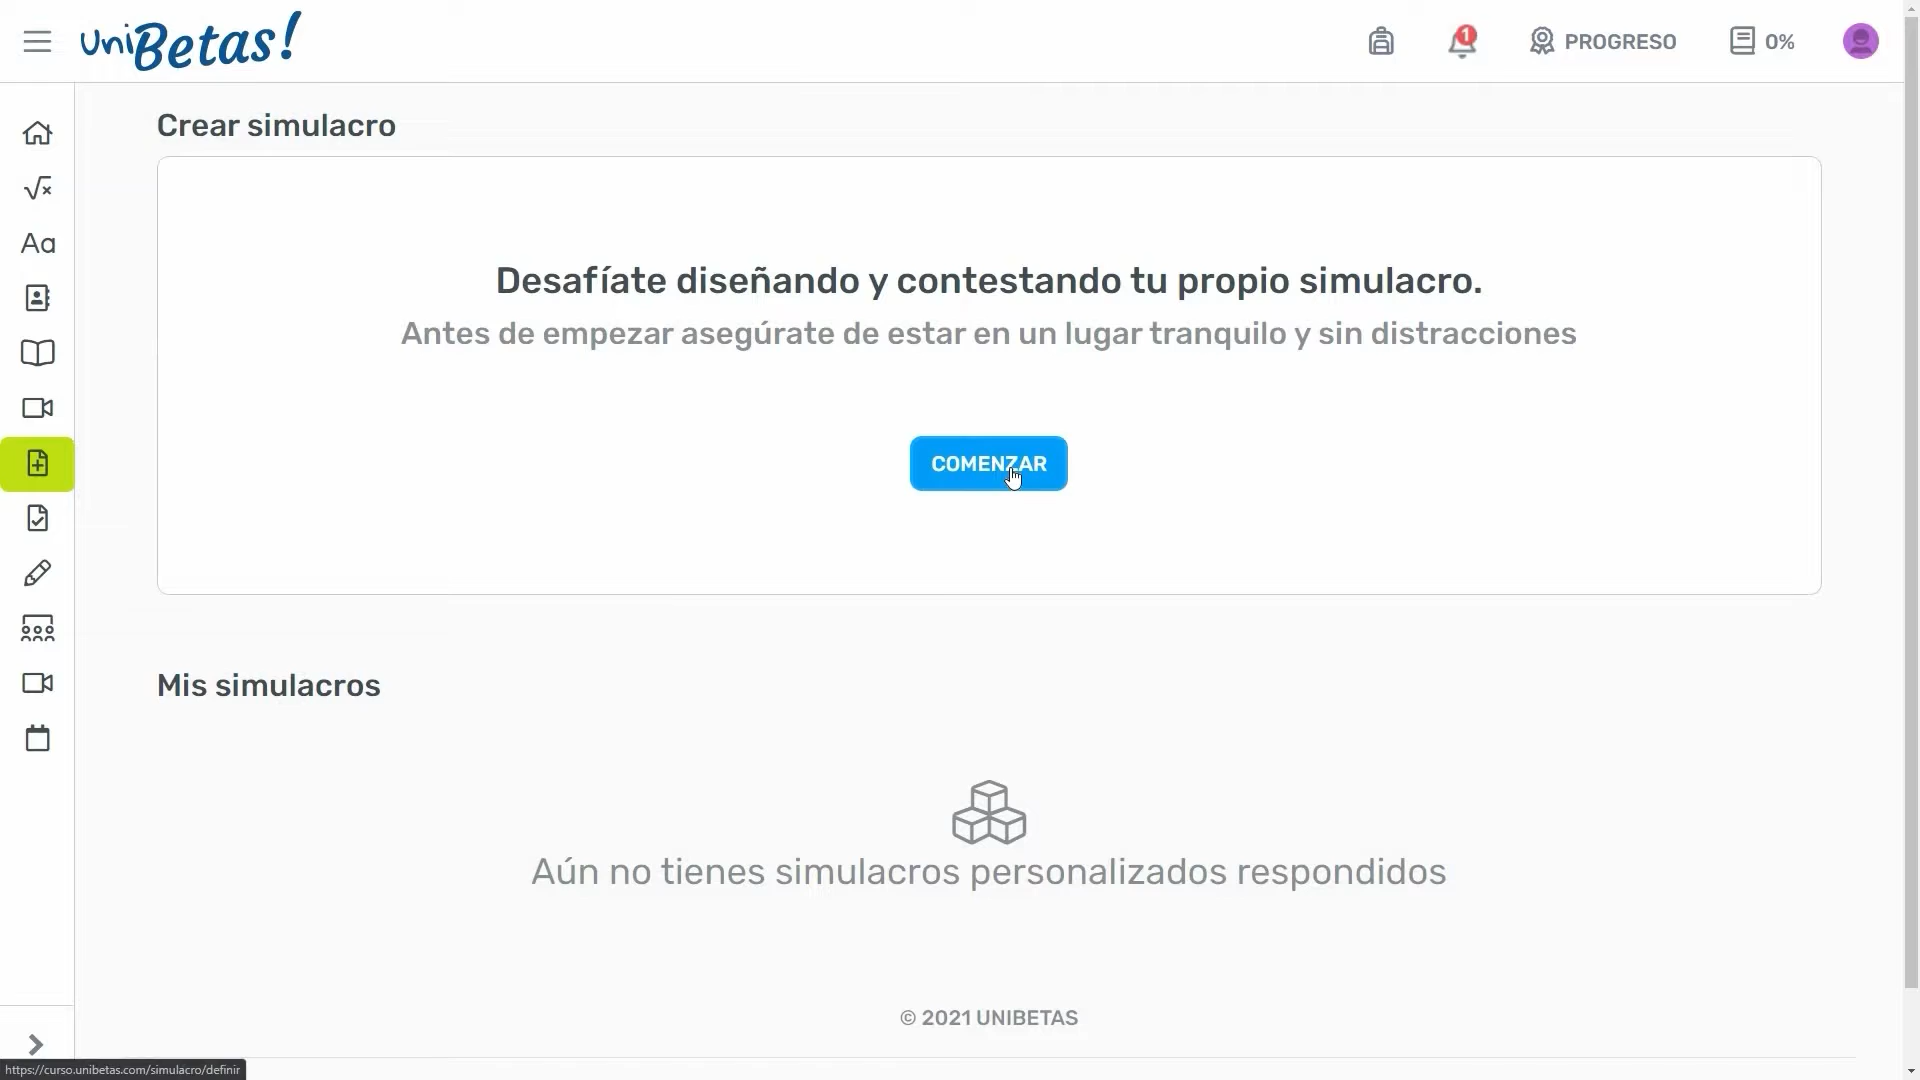 uniBetas!
1
PROGRESO
0%
Aa
Crear simulacro
Desafíate diseñando y contestando tu propio simulacro.
Antes de empezar asegúrate de estar en un lugar tranquilo y sin distracciones
COMENZAR
Mis simulacros
Aún no tienes simulacros personalizados respondidos
© 2021 UNIBETAS
https://curso.unibetas.com/simulacro/definir